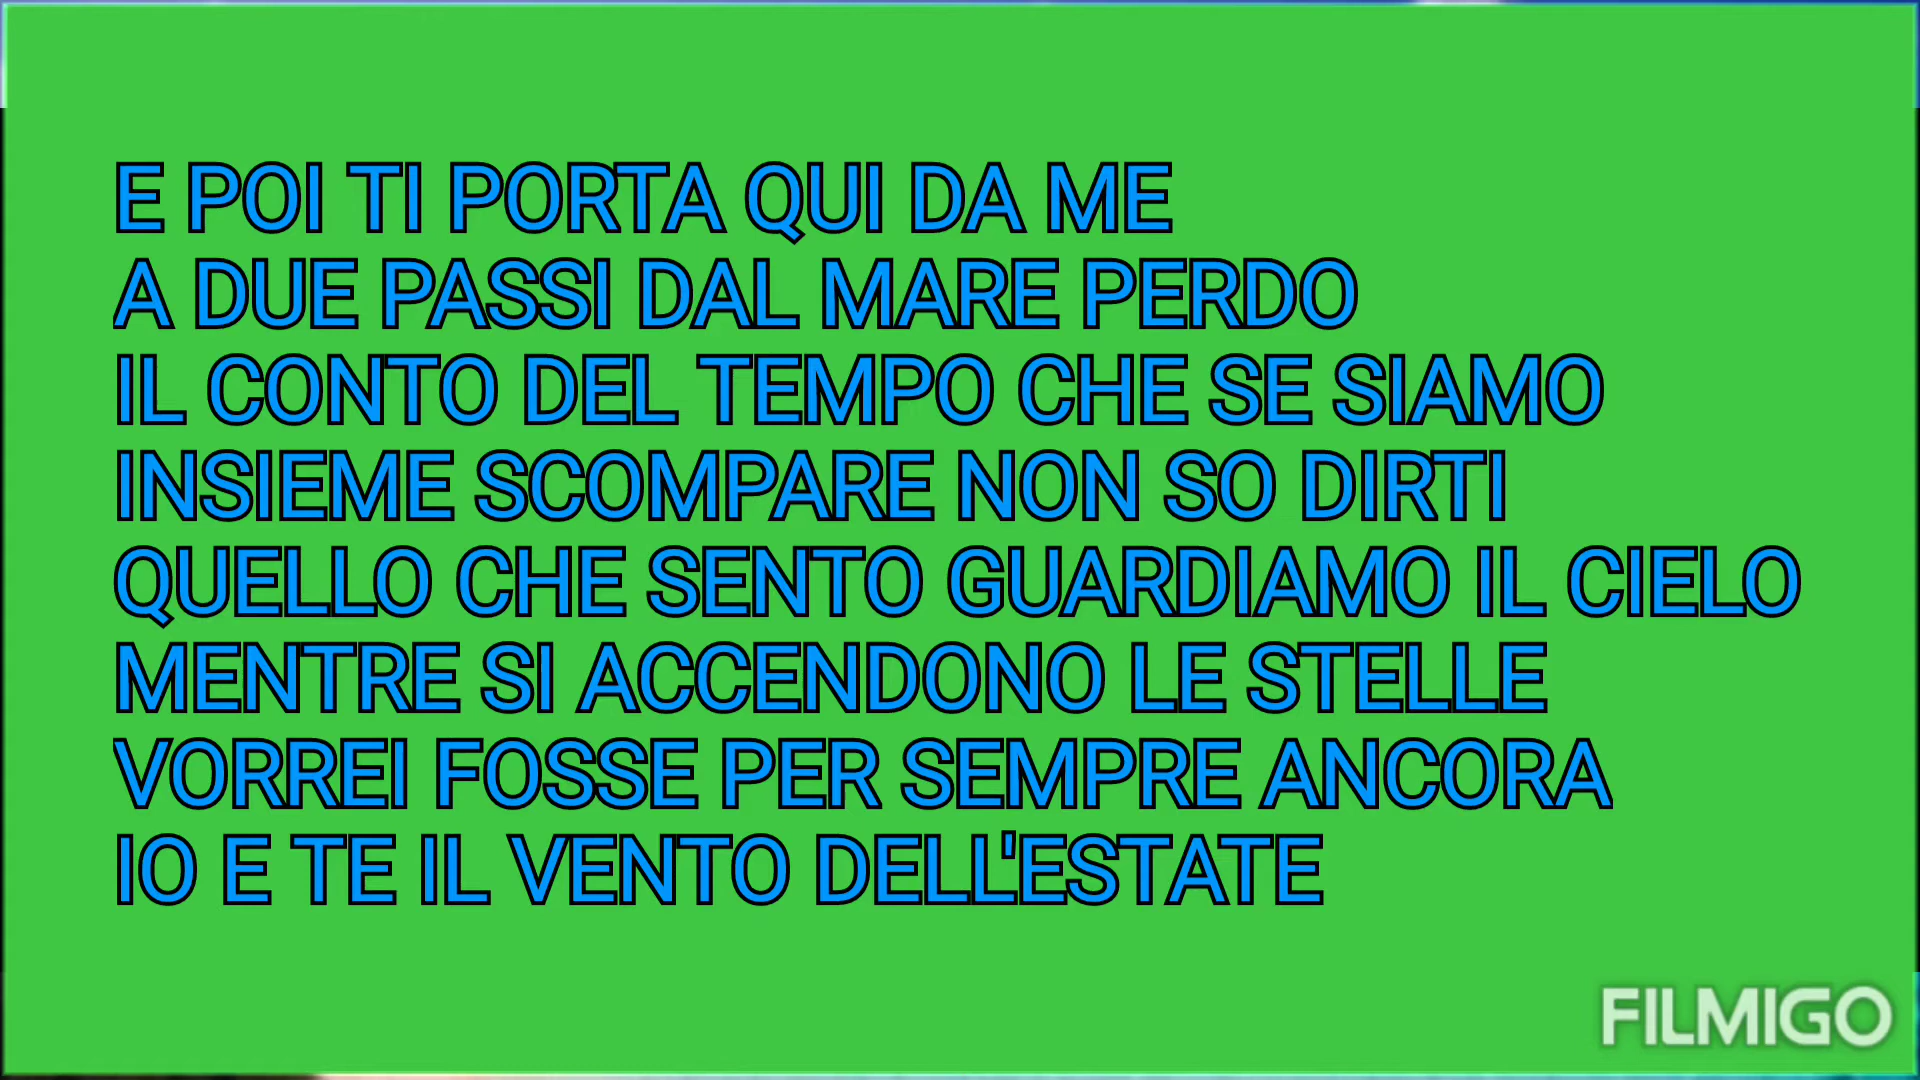 E POI TI PORTA QUI DA ME
A DUE PASSI DAL MARE PERDO
IL CONTO DEL TEMPO CHE SE SIAMO
INSIEME SCOMPARE NON SO DIRTI
QUELLO CHE SENTO GUARDIAMO IL CIELO
MENTRE SI ACCENDONO LE STELLE
VORREI FOSSE PER SEMPRE ANCORA
IO E TE IL VENTO DELL'ESTATE
FILMIGO